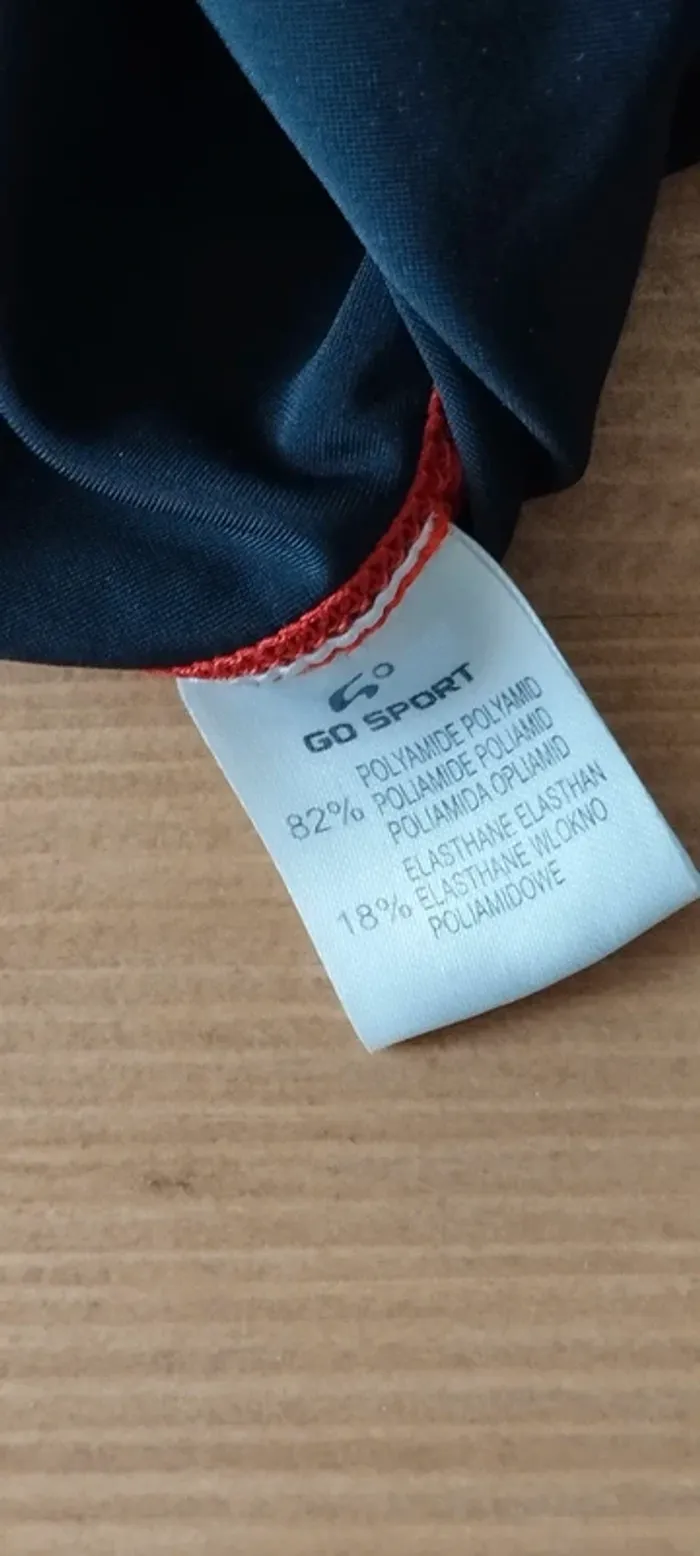 GO SPORT
POLYAMIDE POLYAMID
82% POLIAMIDE POLIAMID
POLIAMIDA OPLIAMID
ELASTHANE ELASTHAN
18% ELASTHANE WLOKNO
POLIAMIDOWE